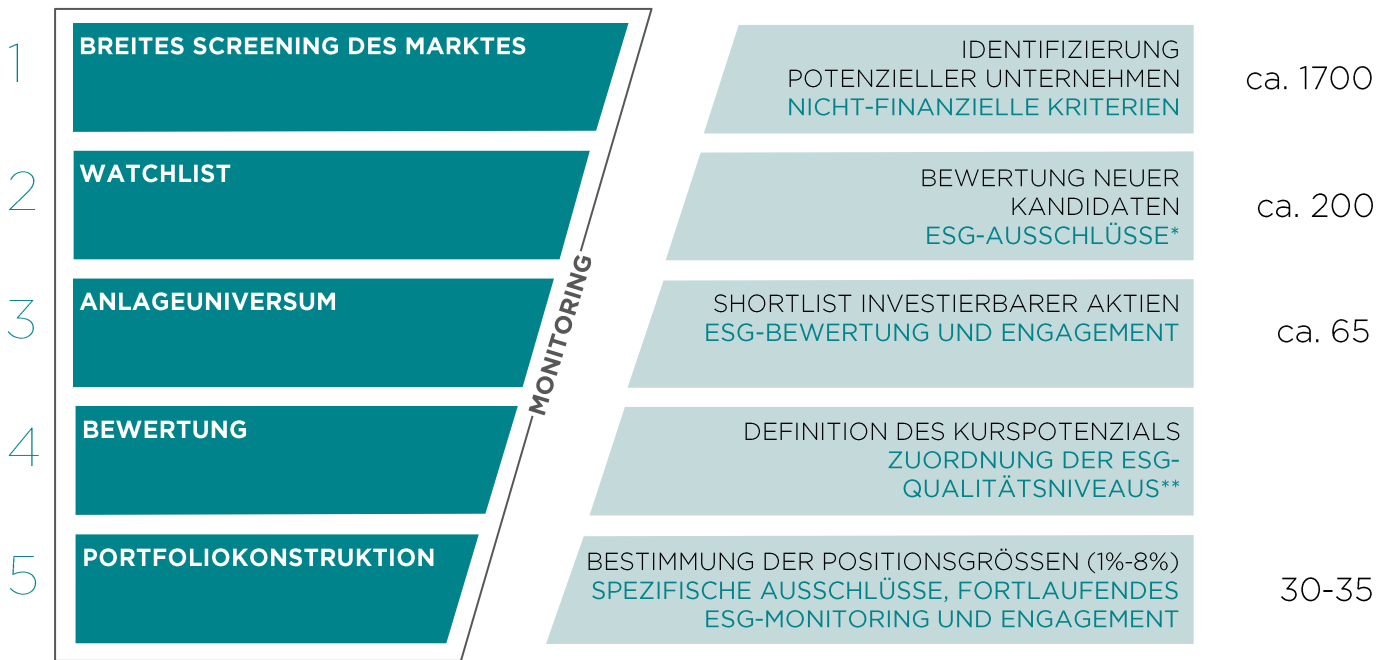 1
BREITES SCREENING DES MARKTES
IDENTIFIZIERUNG
POTENZIELLER UNTERNEHMEN
NICHT-FINANZIELLE KRITERIEN
ca. 1700
2
WATCHLIST
BEWERTUNG NEUER
KANDIDATEN
ESG-AUSSCHLÜSSE*
ca. 200
3
ANLAGEUNIVERSUM
SHORTLIST INVESTIERBARER AKTIEN
ESG-BEWERTUNG UND ENGAGEMENT
ca. 65
MONITORING
4
BEWERTUNG
DEFINITION DES KURSPOTENZIALS
ZUORDNUNG DER ESG-
QUALITÄTSNIVEAUS**
5
PORTFOLIOKONSTRUKTION
BESTIMMUNG DER POSITIONSGRÖSSEN (1%-8%)
SPEZIFISCHE AUSSCHLÜSSE, FORTLAUFENDES
ESG-MONITORING UND ENGAGEMENT
30-35